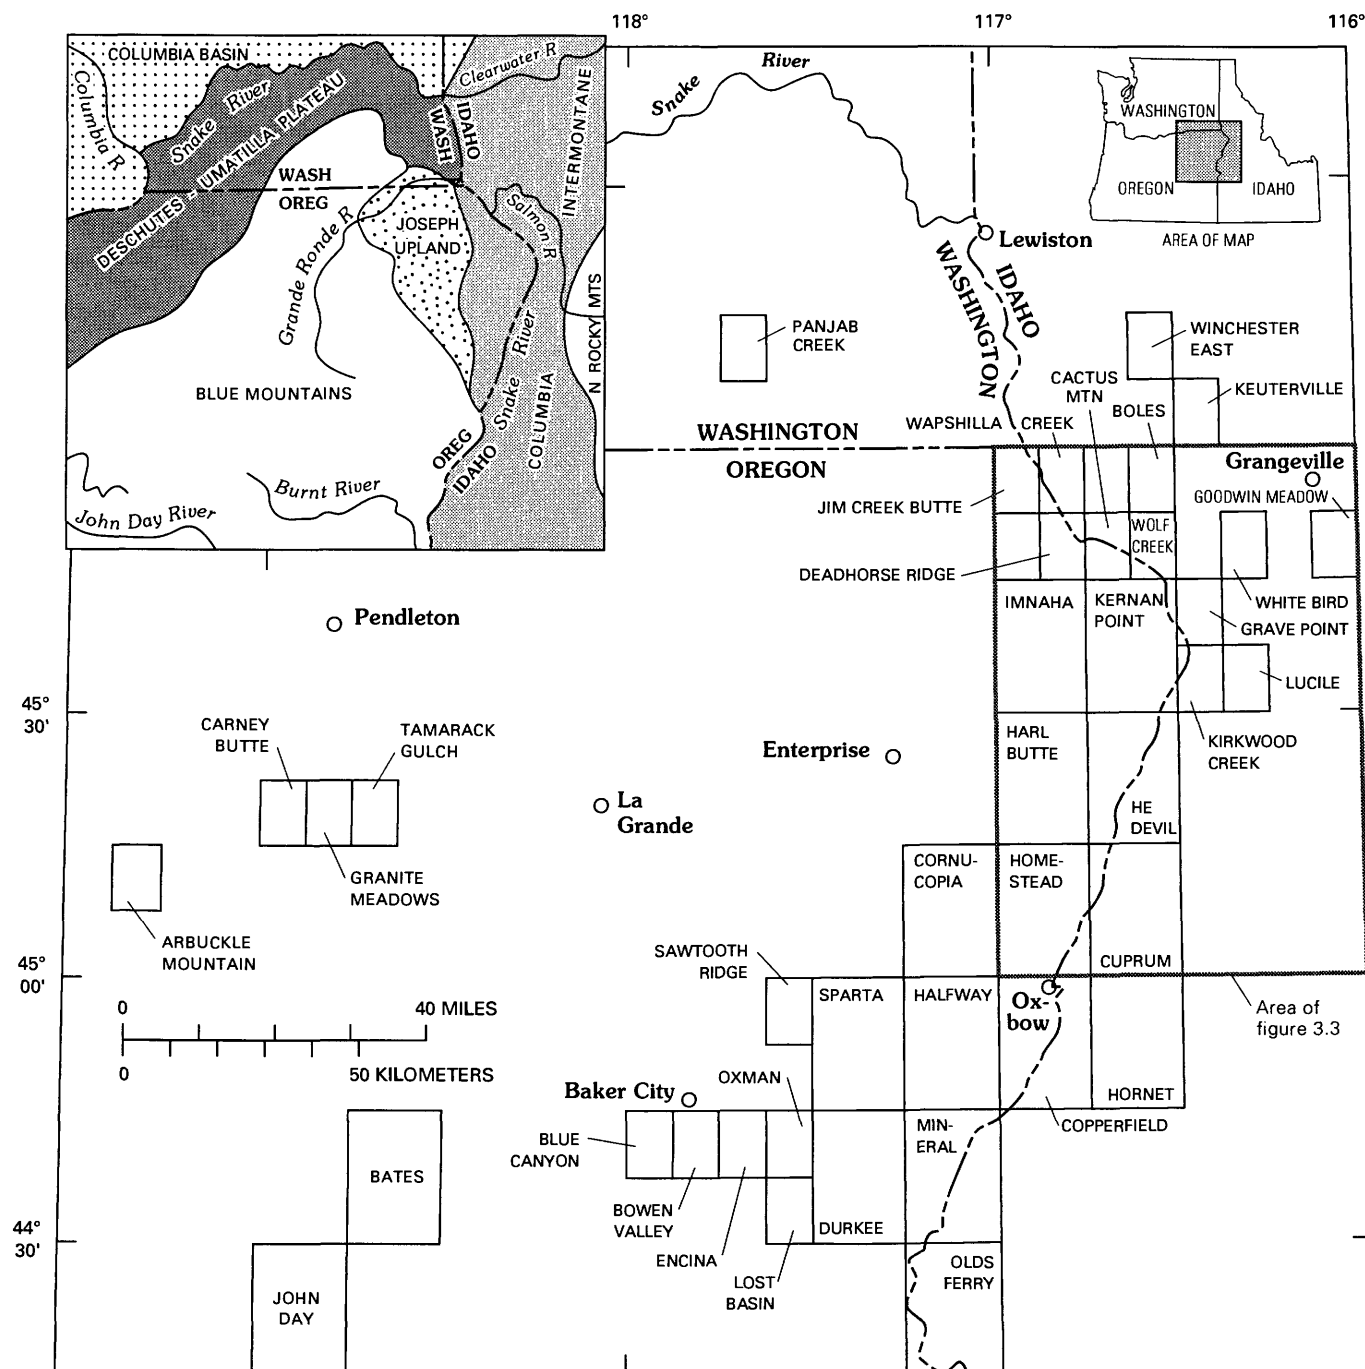 118°
117°
116°
COLUMBIA BASIN
Columbia R
Snake River
DESCHUTES - UMATILLA PLATEAU
Clearwater R
WASH
IDAHO
INTERMONTANE
WASH
OREG
JOSEPH
UPLAND
Salmon R
Grande Ronde R
N ROCKY MTS
BLUE MOUNTAINS
Snake River
COLUMBIA
OREG
IDAHO
Burnt River
John Day River
Snake
River
WASHINGTON
OREGON
IDAHO
AREA OF MAP
Lewiston
WASHINGTON
IDAHO
PANJAB
CREEK
WINCHESTER
EAST
CACTUS
MTN
KEUTERVILLE
BOLES
WAPSHILLA CREEK
WASHINGTON
OREGON
Grangeville
GOODWIN MEADOW
JIM CREEK BUTTE
WOLF
CREEK
DEADHORSE RIDGE
IMNAHA
KERNAN
POINT
WHITE BIRD
GRAVE POINT
Pendleton
LUCILE
45°
30'
CARNEY
BUTTE
TAMARACK
GULCH
Enterprise
HARL
BUTTE
KIRKWOOD
CREEK
La
Grande
HE
DEVIL
GRANITE
MEADOWS
CORNU-
COPIA
HOME-
STEAD
ARBUCKLE
MOUNTAIN
SAWTOOTH
RIDGE
CUPRUM
45°
00'
SPARTA
HALFWAY
Ox-
bow
Area of
figure 3.3
0
40 MILES
0
50 KILOMETERS
OXMAN
Baker City
HORNET
COPPERFIELD
BLUE
CANYON
MIN-
ERAL
BATES
BOWEN
VALLEY
DURKEE
44°
30'
ENCINA
LOST
BASIN
OLDS
FERRY
JOHN
DAY